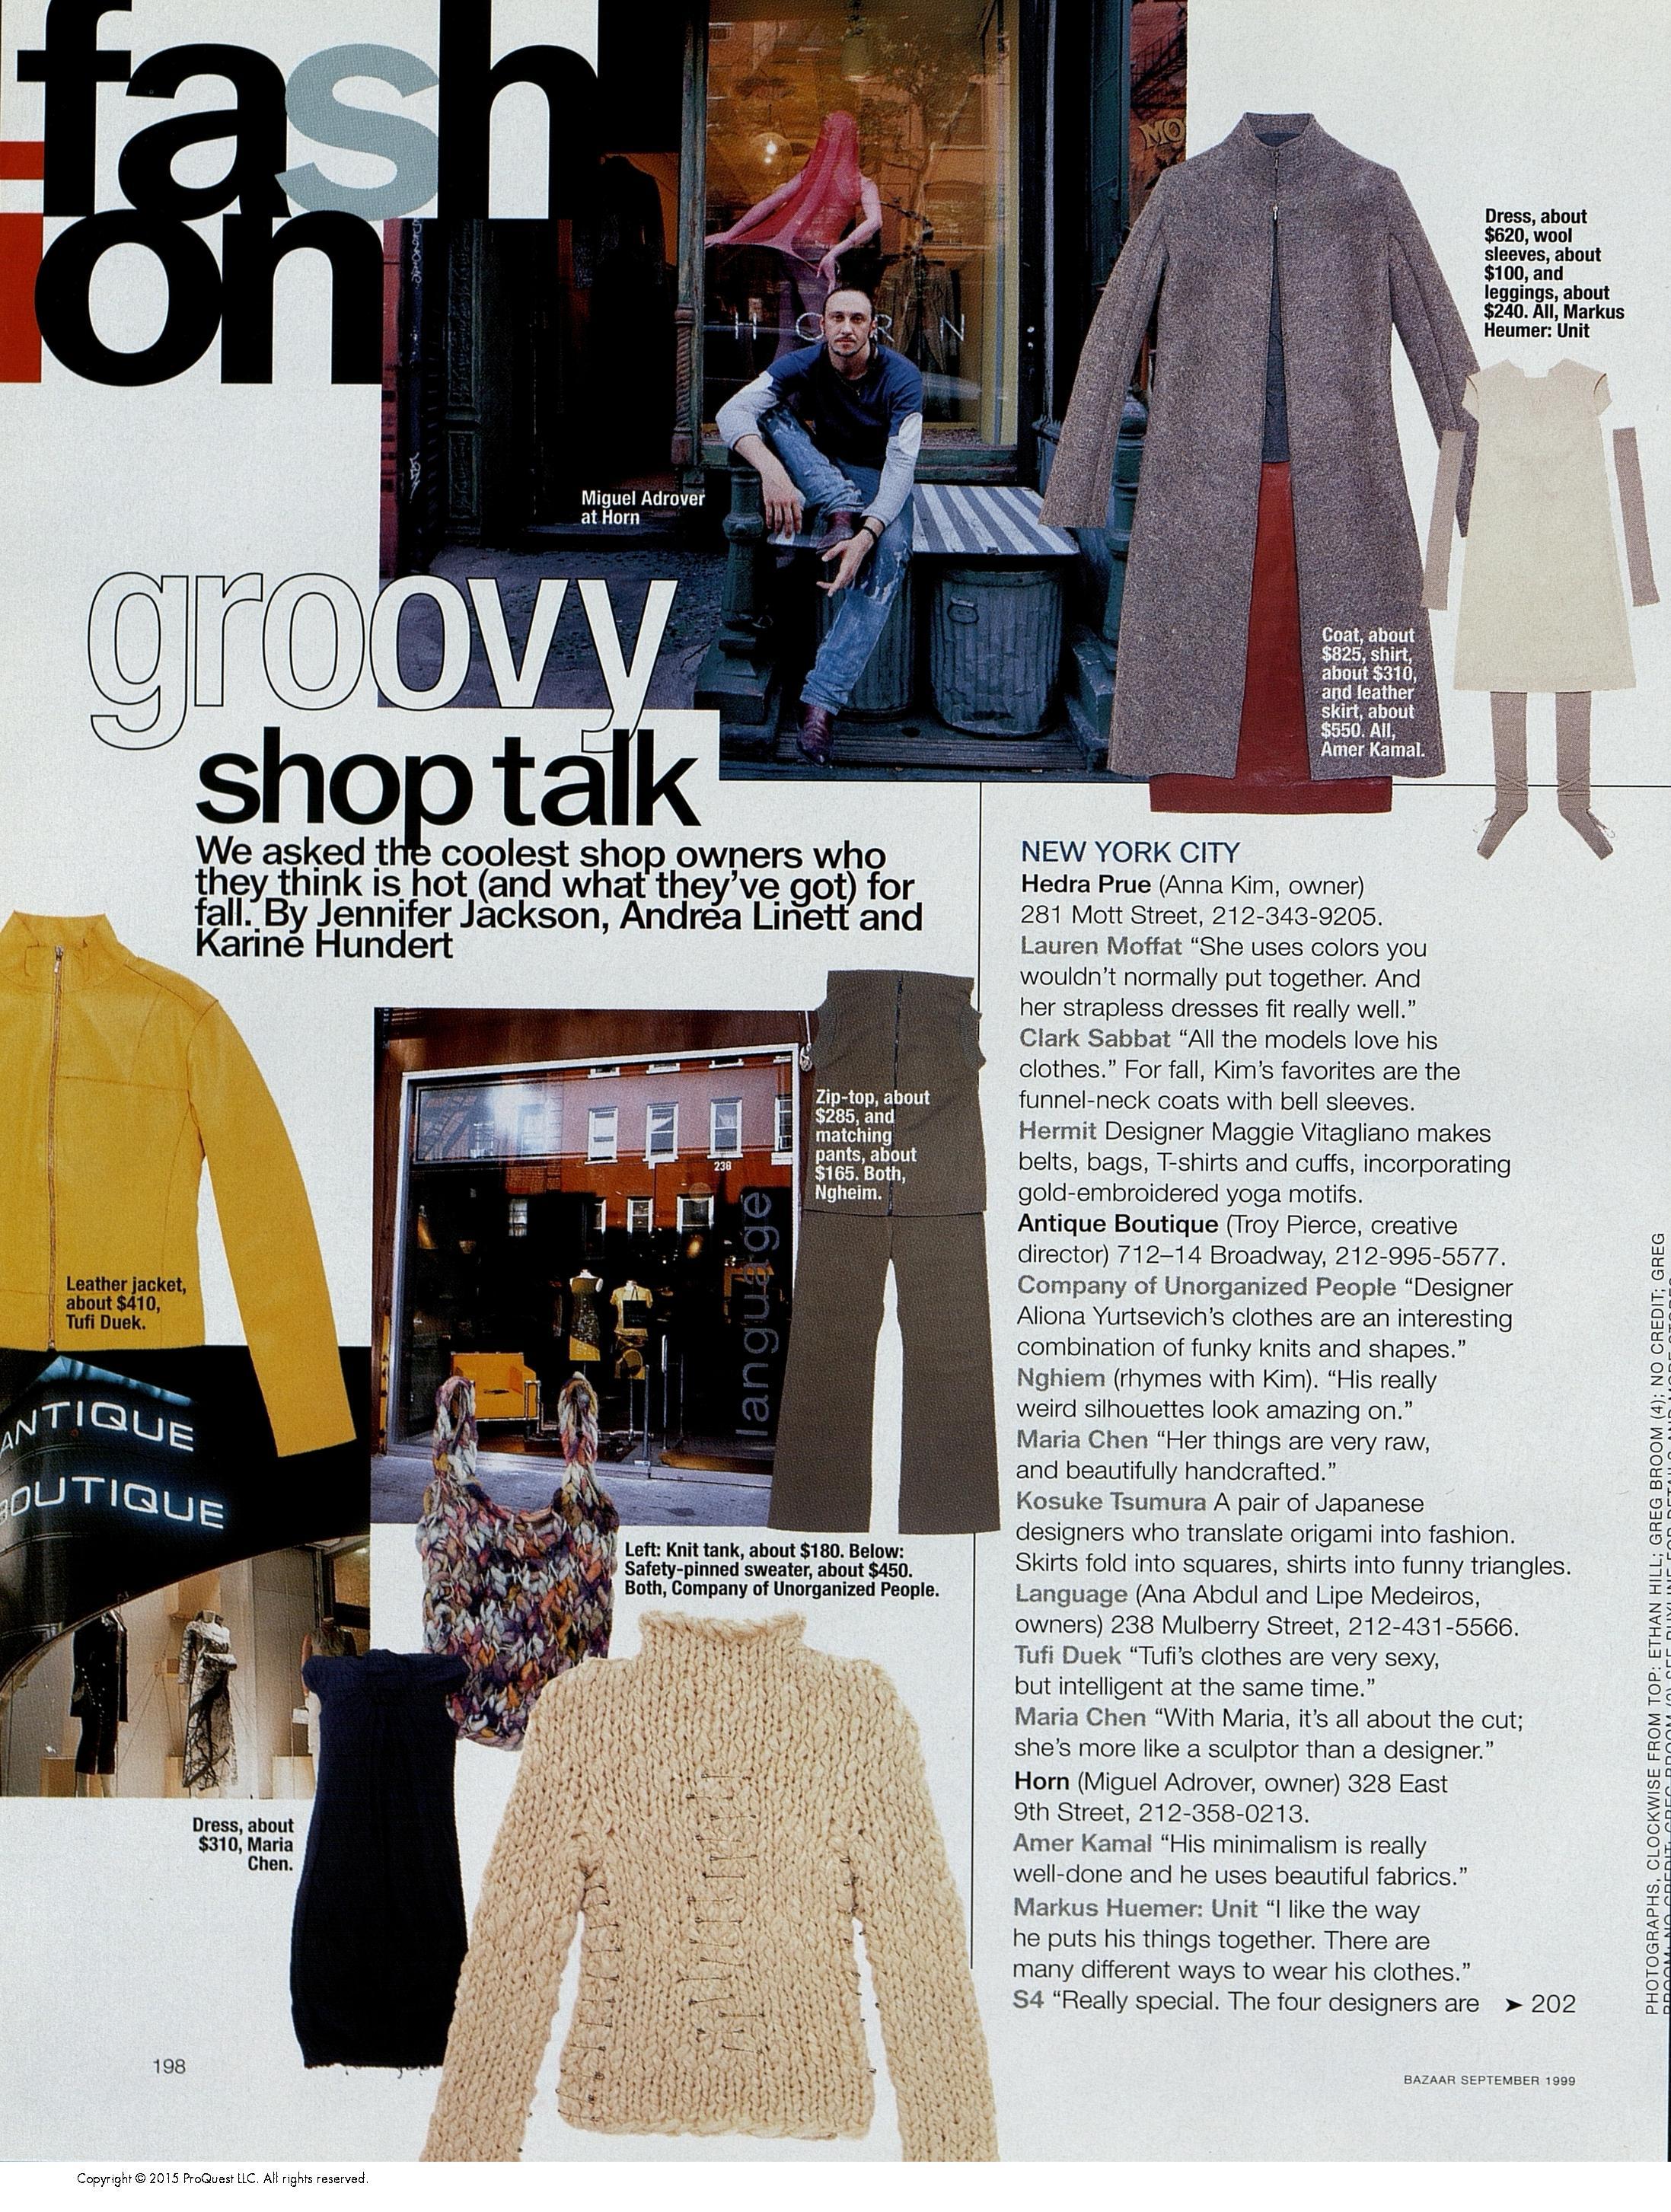 fash
ion
HORN
MO
Miguel Adrover
at Horn
Dress, about
$620, wool
sleeves, about
$100, and
leggings, about
$240. All, Markus
Heumer: Unit
Coat, about
$825, shirt,
about $310,
and leather
skirt, about
$550. All,
Amer Kamal.
groovy
shop talk
We asked the coolest shop owners who
they think is hot (and what they've got) for
fall. By Jennifer Jackson, Andrea Linett and
Karine Hundert
Zip-top, about
$285, and
matching
pants, about
$165. Both,
Ngheim.
238
language
Leather jacket,
about $410,
Tufi Duek.
ANTIQUE
BOUTIQUE
Left: Knit tank, about $180. Below:
Safety-pinned sweater, about $450.
Both, Company of Unorganized People.
Dress, about
$310, Maria
Chen.
NEW YORK CITY
Hedra Prue (Anna Kim, owner)
281 Mott Street, 212-343-9205.
Lauren Moffat “She uses colors you
wouldn't normally put together. And
her strapless dresses fit really well.”
Clark Sabbat “All the models love his
clothes.” For fall, Kim's favorites are the
funnel-neck coats with bell sleeves.
Hermit Designer Maggie Vitagliano makes
belts, bags, T-shirts and cuffs, incorporating
gold-embroidered yoga motifs.
Antique Boutique (Troy Pierce, creative
director) 712–14 Broadway, 212-995-5577.
Company of Unorganized People “Designer
Aliona Yurtsevich's clothes are an interesting
combination of funky knits and shapes.”
Nghiem (rhymes with Kim). “His really
weird silhouettes look amazing on.”
Maria Chen “Her things are very raw,
and beautifully handcrafted.”
Kosuke Tsumura A pair of Japanese
designers who translate origami into fashion.
Skirts fold into squares, shirts into funny triangles.
Language (Ana Abdul and Lipe Medeiros,
owners) 238 Mulberry Street, 212-431-5566.
Tufi Duek “Tufi's clothes are very sexy,
but intelligent at the same time.”
Maria Chen “With Maria, it's all about the cut;
she's more like a sculptor than a designer.”
Horn (Miguel Adrover, owner) 328 East
9th Street, 212-358-0213.
Amer Kamal “His minimalism is really
well-done and he uses beautiful fabrics.”
Markus Huemer: Unit “I like the way
he puts his things together. There are
many different ways to wear his clothes.”
S4 “Really special. The four designers are ➤ 202
PHOTOGRAPHS, CLOCKWISE FROM TOP: ETHAN HILL; GREG BROOM (4); NO CREDIT; GREG
198
BAZAAR SEPTEMBER 1999
Copyright © 2015 ProQuest LLC. All rights reserved.